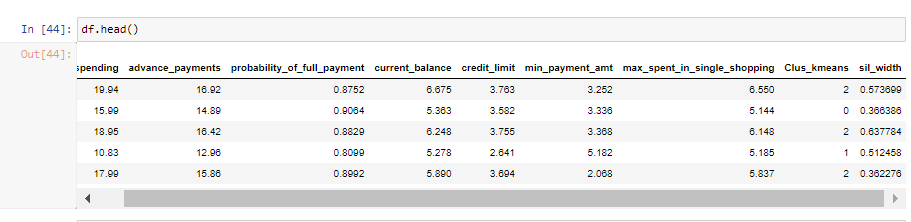 In [44]: df.head()
Out[44]:
spending advance_payments probability_of_full_payment current_balance credit_limit min_payment_amt max_spent_in_single_shopping Clus_kmeans sil_width
19.94 16.92 0.8752 6.675 3.763 3.252 6.550 2 0.573699
15.99 14.89 0.9064 5.363 3.582 3.336 5.144 0 0.366386
18.95 16.42 0.8829 6.248 3.755 3.368 6.148 2 0.637784
10.83 12.96 0.8099 5.278 2.641 5.182 5.185 1 0.512458
17.99 15.86 0.8992 5.890 3.694 2.068 5.837 2 0.362276